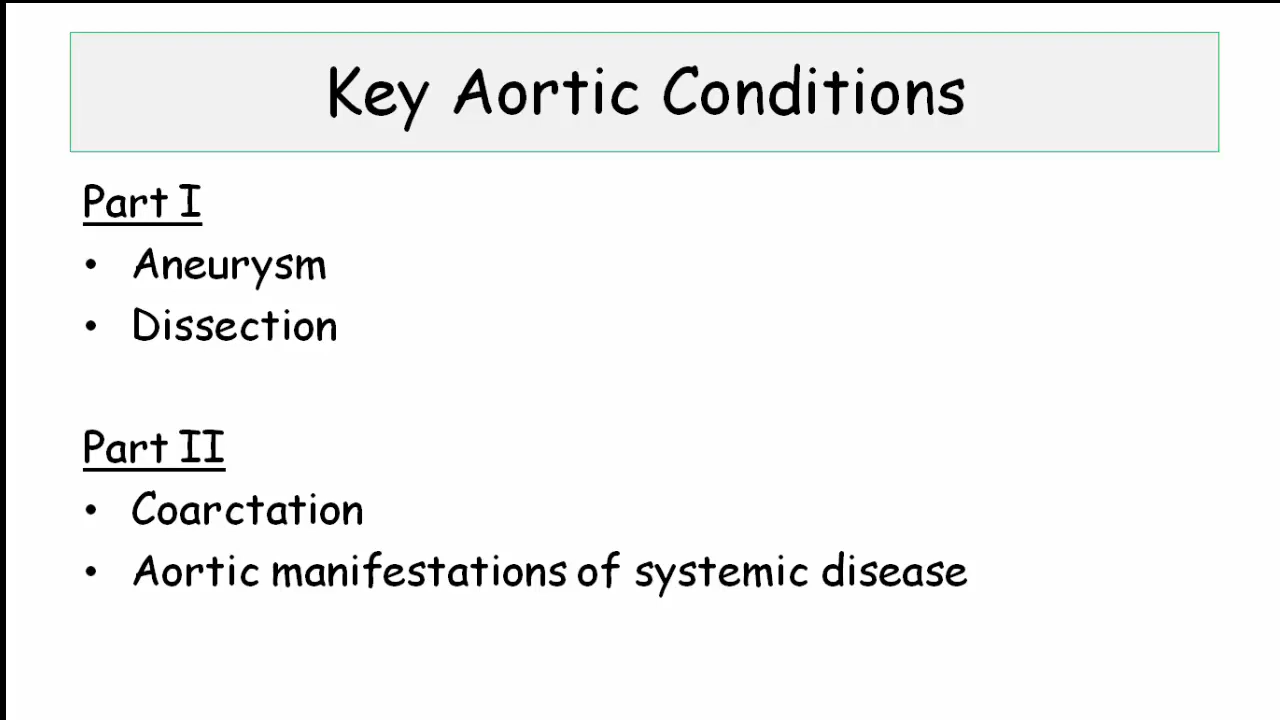 Key Aortic Conditions
Part I
• Aneurysm
• Dissection
Part II
• Coarctation
• Aortic manifestations of systemic disease